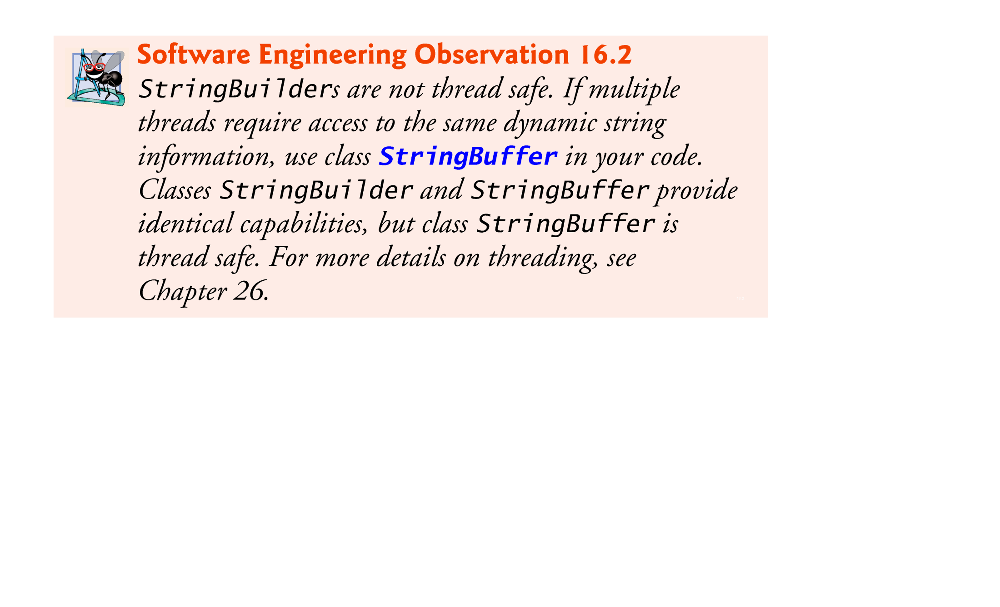 Software Engineering Observation 16.2
StringBuilders are not thread safe. If multiple
threads require access to the same dynamic string
information, use class StringBuffer in your code.
Classes StringBuilder and StringBuffer provide
identical capabilities, but class StringBuffer is
thread safe. For more details on threading, see
Chapter 26.